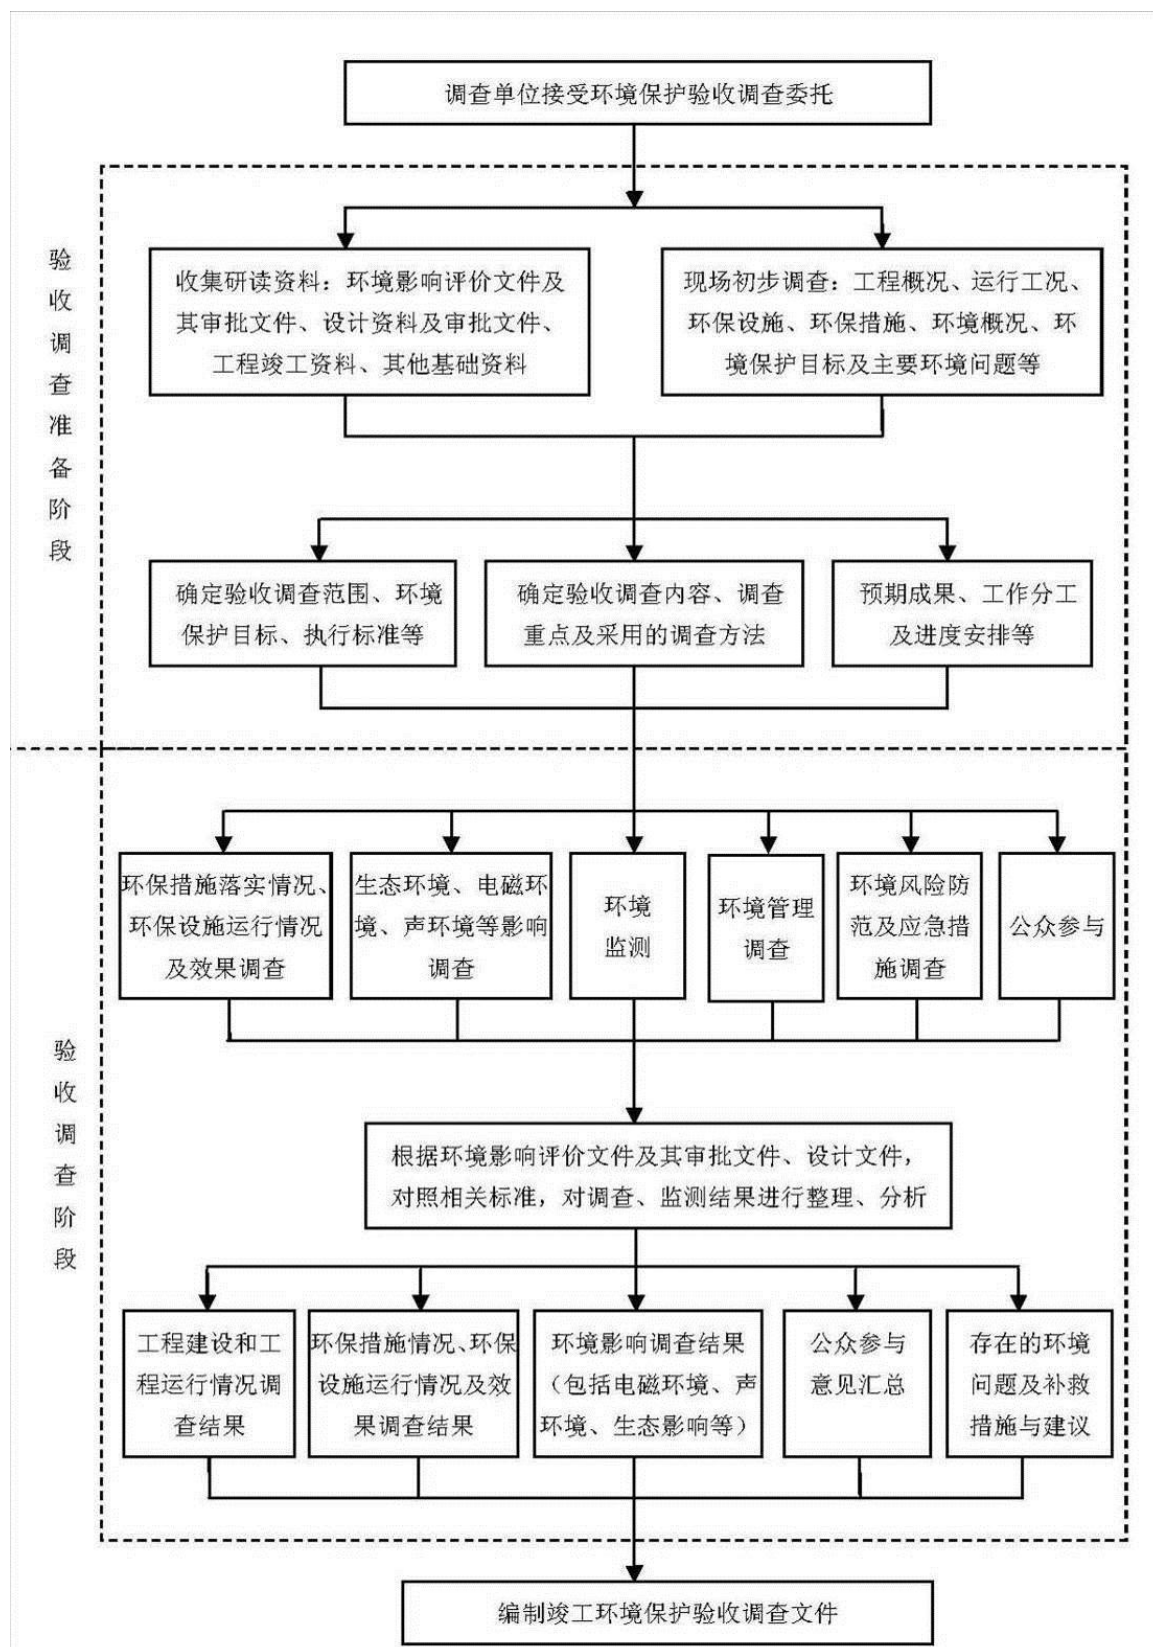 调查单位接受环境保护验收调查委托
验收调查准备阶段
收集研读资料：环境影响评价文件及
其审批文件、设计资料及审批文件、
工程竣工资料、其他基础资料
现场初步调查：工程概况、运行工况、
环保设施、环保措施、环境概况、环
境保护目标及主要环境问题等
确定验收调查范围、环境
保护目标、执行标准等
确定验收调查内容、调查
重点及采用的调查方法
预期成果、工作分工
及进度安排等
验收调查阶段
环保措施落实情况、
环保设施运行情况
及效果调查
生态环境、电磁环
境、声环境等影响
调查
环境
监测
环境管理
调查
环境风险防
范及应急措
施调查
公众参与
根据环境影响评价文件及其审批文件、设计文件，
对照相关标准，对调查、监测结果进行整理、分析
工程建设和工
程运行情况调
查结果
环保措施情况、环保
设施运行情况及效
果调查结果
环境影响调查结果
（包括电磁环境、声
环境、生态影响等）
公众参与
意见汇总
存在的环境
问题及补救
措施与建议
编制竣工环境保护验收调查文件